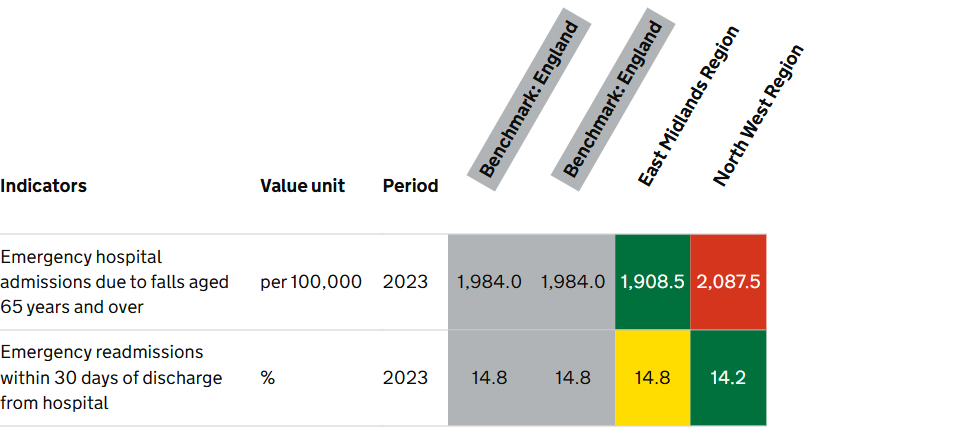 Indicators Value unit Period Benchmark: England Benchmark: England East Midlands Region North West Region
Emergency hospital
admissions due to falls aged per 100,000 2023 1,984.0 1,984.0 1,908.5 2,087.5
65 years and over
Emergency readmissions
within 30 days of discharge % 2023 14.8 14.8 14.8 14.2
from hospital